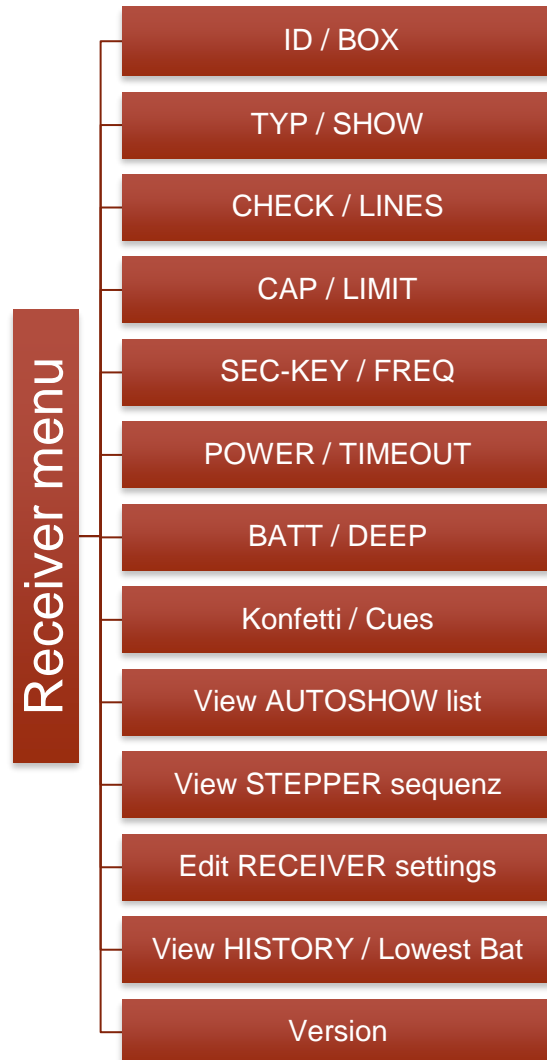 Receiver menu
ID / BOX
TYP / SHOW
CHECK / LINES
CAP / LIMIT
SEC-KEY / FREQ
POWER / TIMEOUT
BATT / DEEP
Konfetti / Cues
View AUTOSHOW list
View STEPPER sequenz
Edit RECEIVER settings
View HISTORY / Lowest Bat
Version